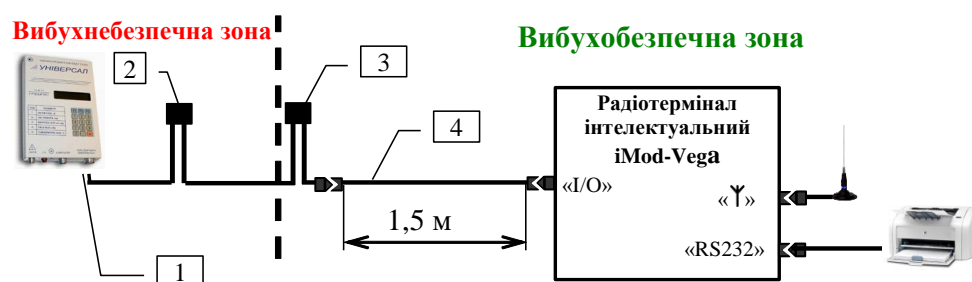 Вибухнебезпечна зона
Вибухобезпечна зона
УНІВЕРСАЛ
2
3
4
1
1,5 м
Радіотермінал
інтелектуальний
iMod-Vega
«I/O»
«Y»
«RS232»